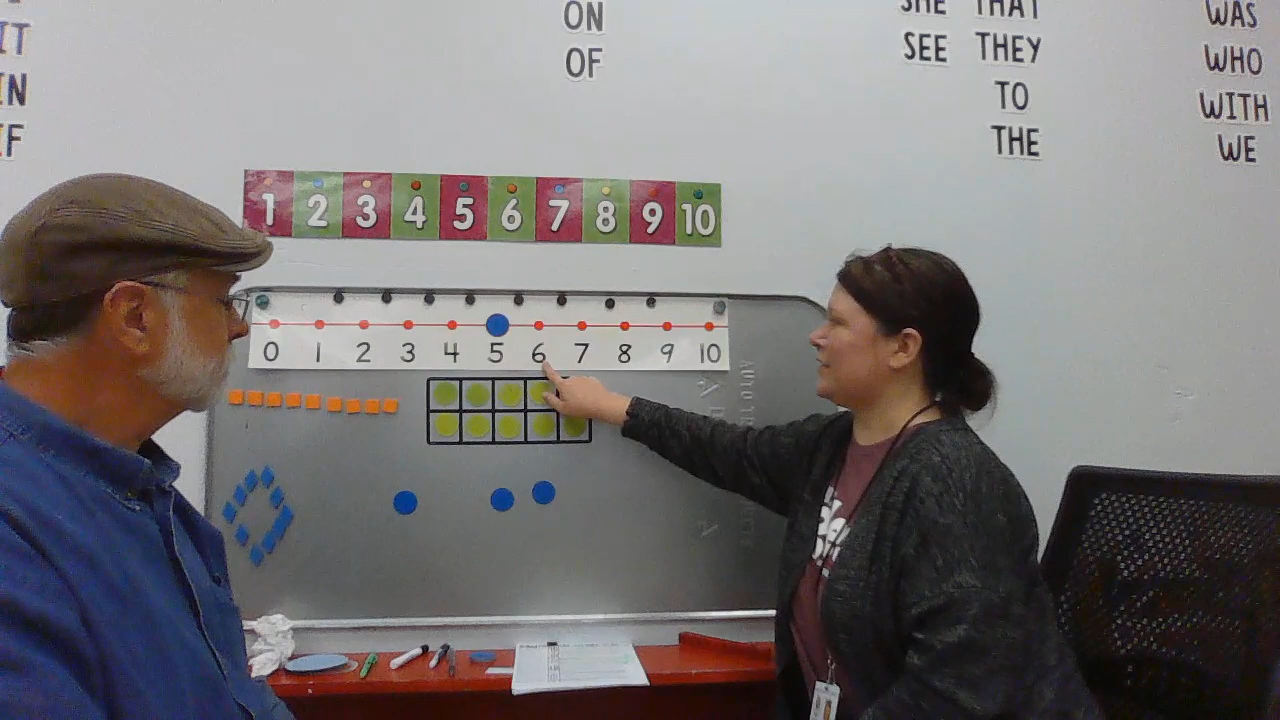 IT
IN
IF
ON
OF
SHE THAT
SEE THEY
TO
THE
WAS
WHO
WITH
WE
1 2 3 4 5 6 7 8 9 10
0 1 2 3 4 5 6 7 8 9 10